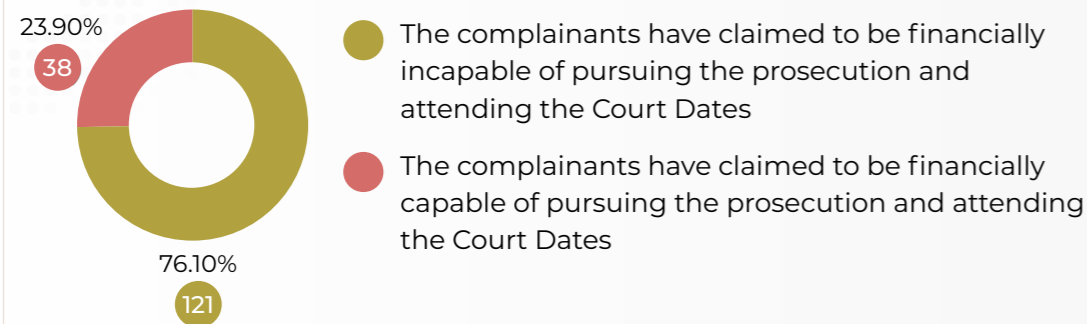 23.90%
38
The complainants have claimed to be financially
incapable of pursuing the prosecution and
attending the Court Dates
The complainants have claimed to be financially
capable of pursuing the prosecution and attending
the Court Dates
76.10%
121